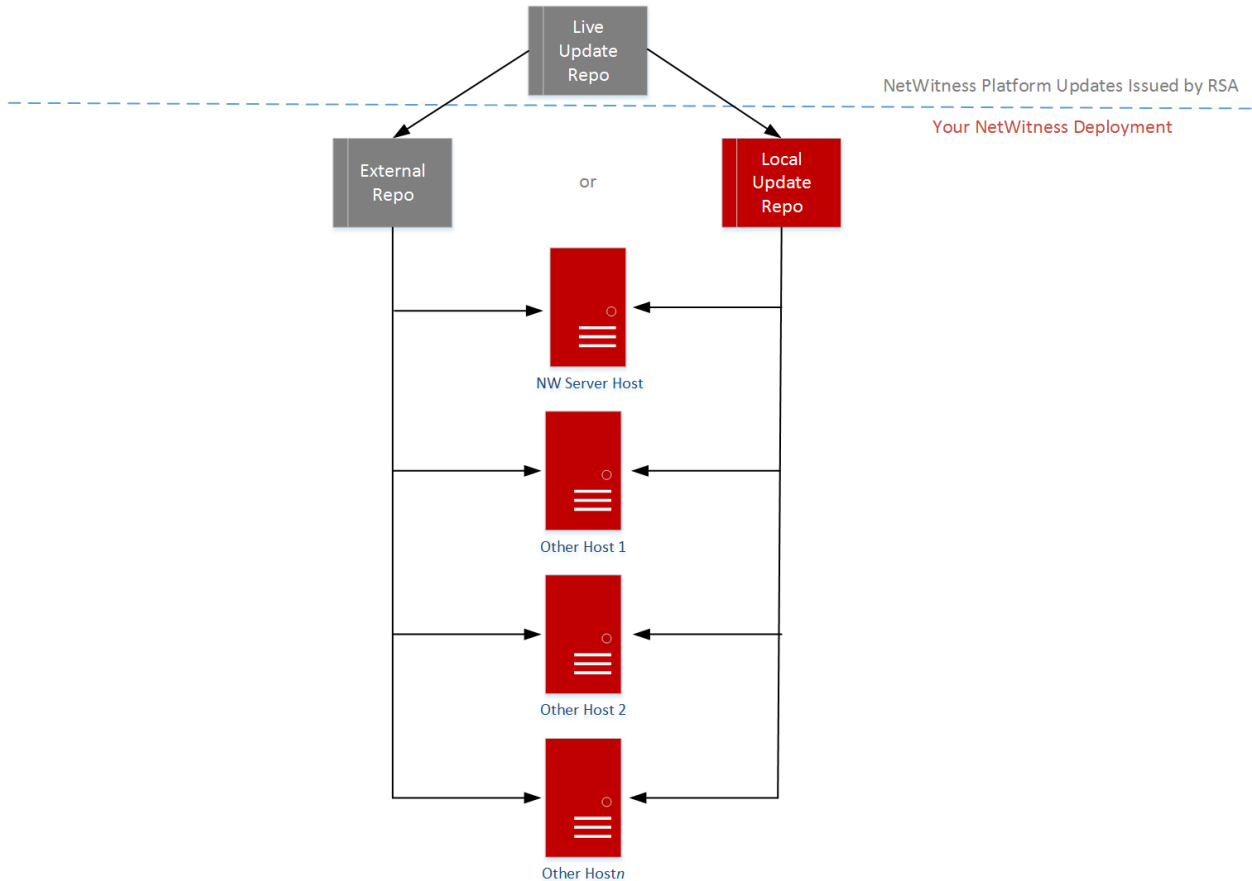 Live
Update
Repo
NetWitness Platform Updates Issued by RSA
Your NetWitness Deployment
External
Repo
or
Local
Update
Repo
NW Server Host
Other Host 1
Other Host 2
Other Hostn